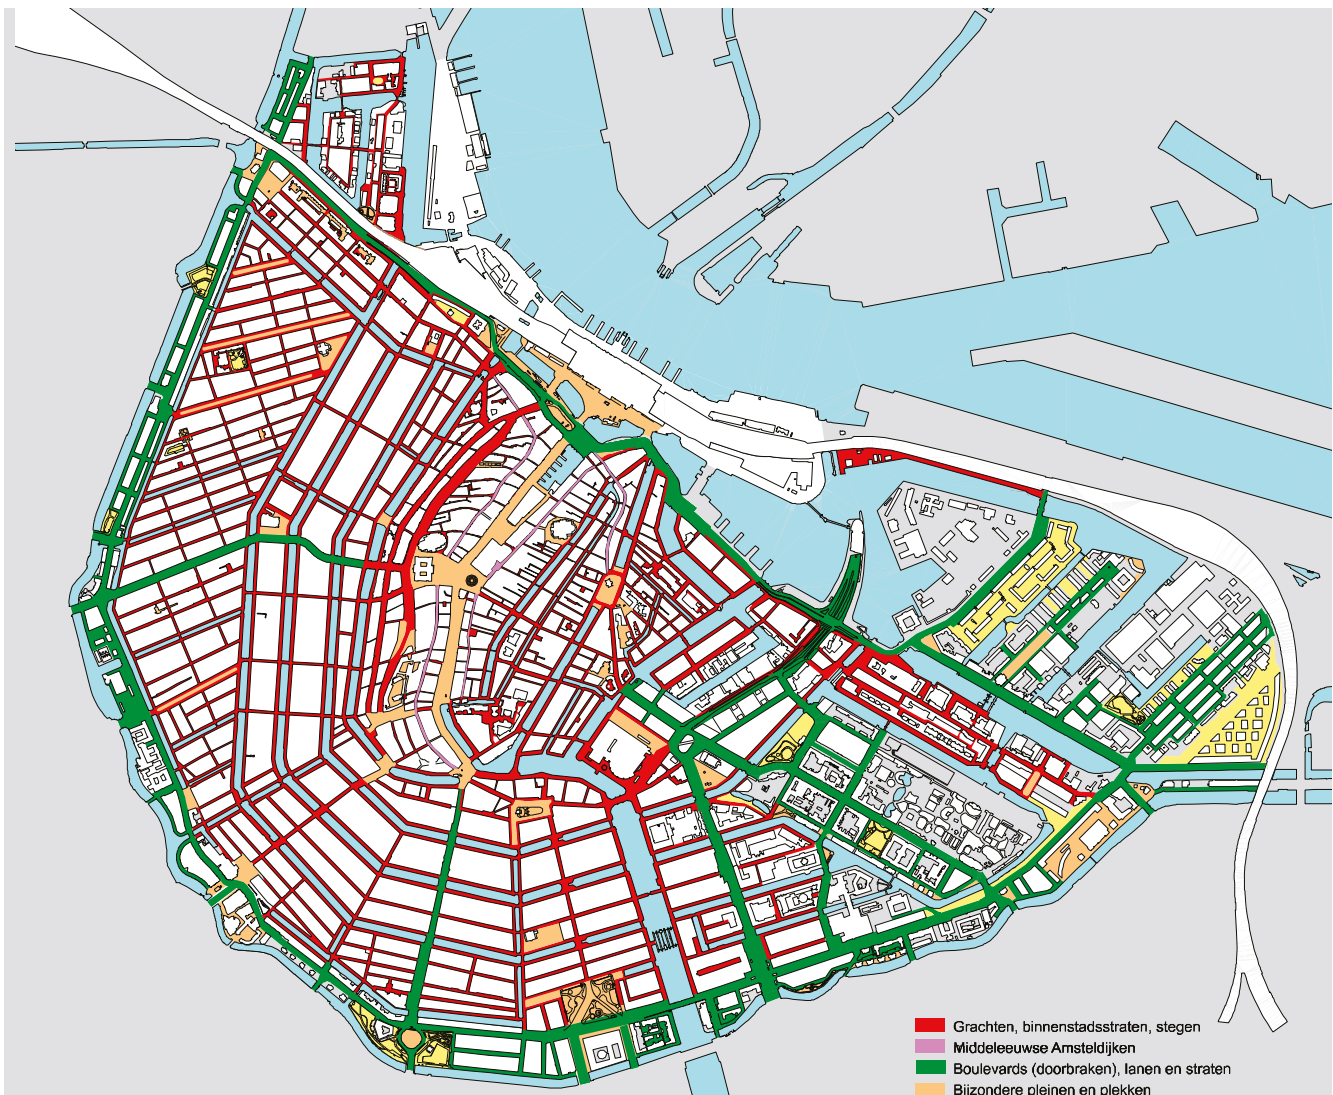 Grachten, binnenstadsstraten, stegen
Middeleeuwse Amsteldijken
Boulevards (doorbraken), lanen en straten
Bijzondere pleinen en plekken